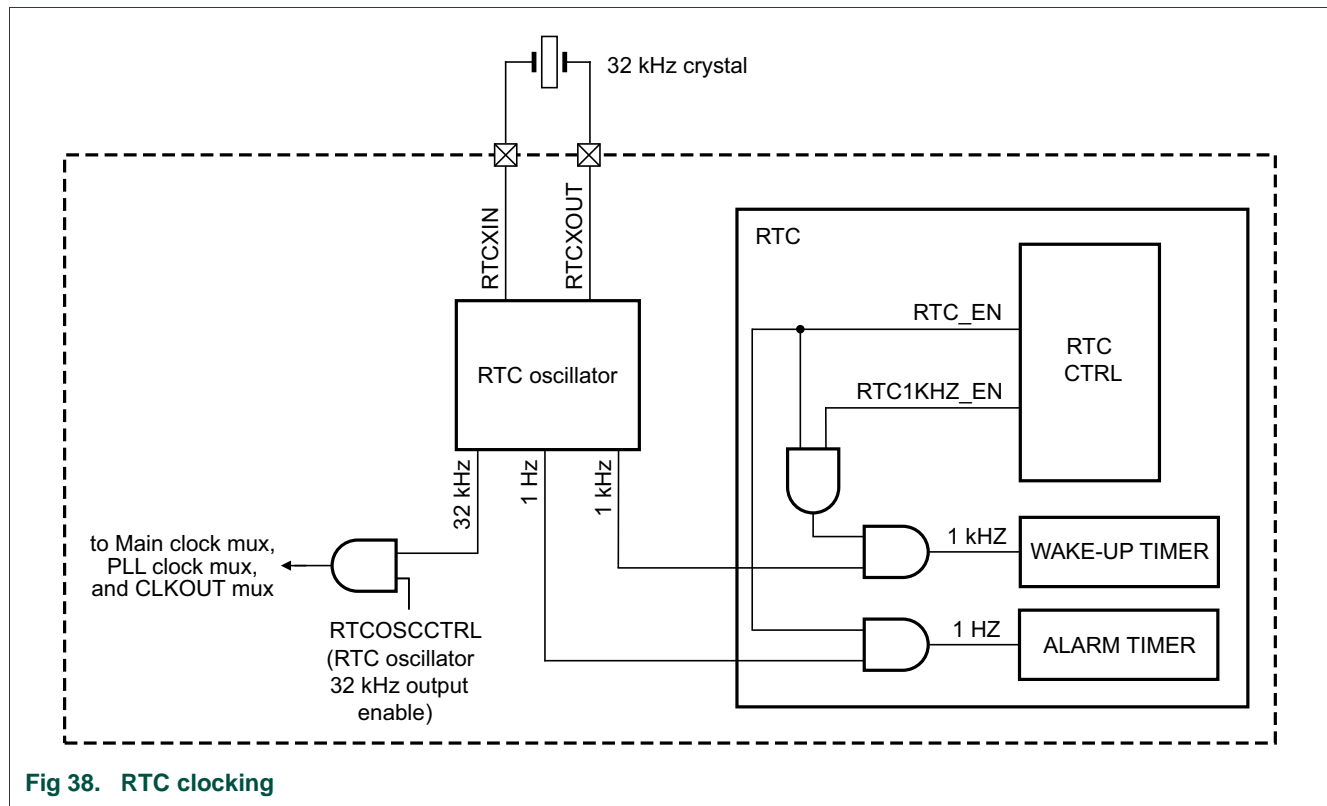 32 kHz crystal
RTCXIN
RTCXOUT
RTC
RTC_EN
RTC
CTRL
RTC oscillator
RTC1KHZ_EN
32 kHz
1 Hz
1 kHz
to Main clock mux,
PLL clock mux,
and CLKOUT mux
1 kHZ
WAKE-UP TIMER
RTCOSCCTRL
(RTC oscillator
32 kHz output
enable)
1 HZ
ALARM TIMER
Fig 38. RTC clocking